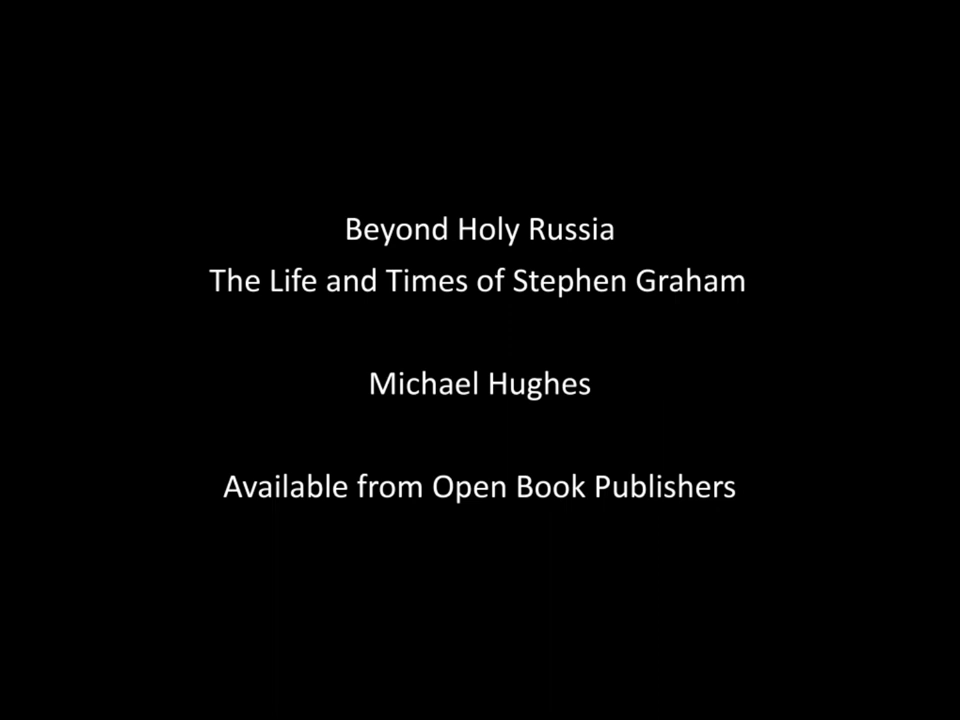 Beyond Holy Russia
The Life and Times of Stephen Graham
Michael Hughes
Available from Open Book Publishers